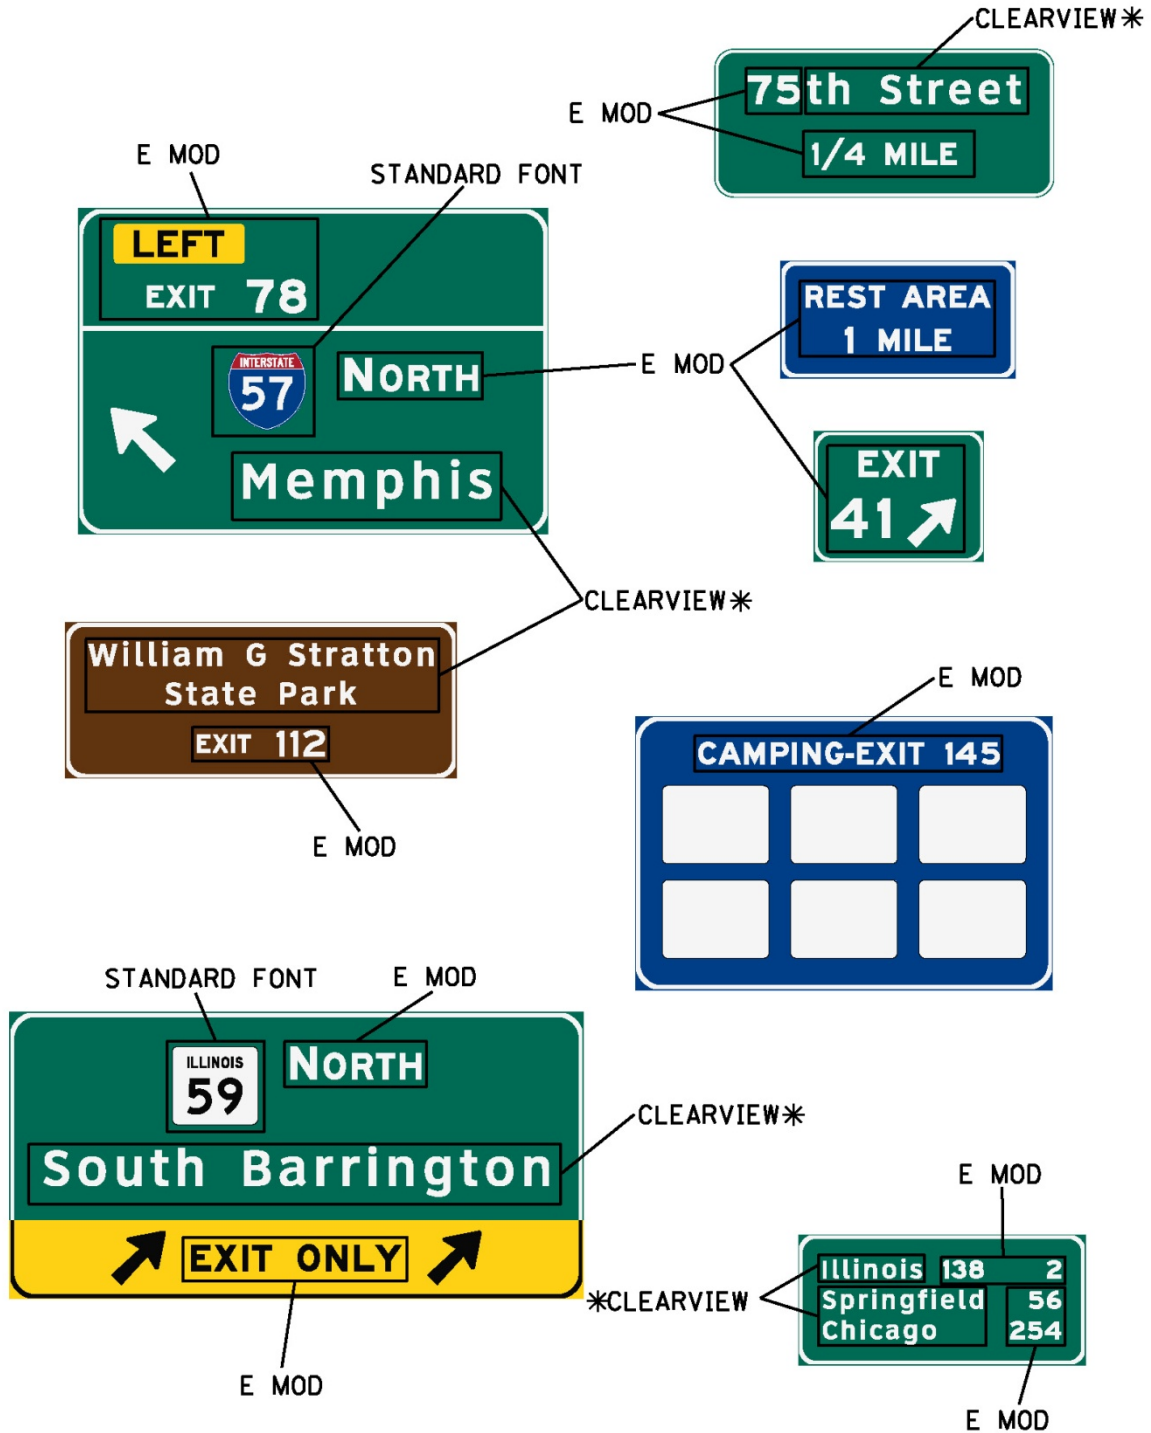 CLEARVIEW*
75th Street
E MOD
1/4 MILE
E MOD
STANDARD FONT
LEFT
EXIT 78
INTERSTATE
57
NORTH
Memphis
E MOD
REST AREA
1 MILE
EXIT
41
CLEARVIEW*
William G Stratton
State Park
EXIT 112
E MOD
E MOD
CAMPING-EXIT 145
STANDARD FONT
E MOD
ILLINOIS
59
NORTH
South Barrington
EXIT ONLY
CLEARVIEW*
E MOD
E MOD
*CLEARVIEW
Illinois 138 2
Springfield 56
Chicago 254
E MOD